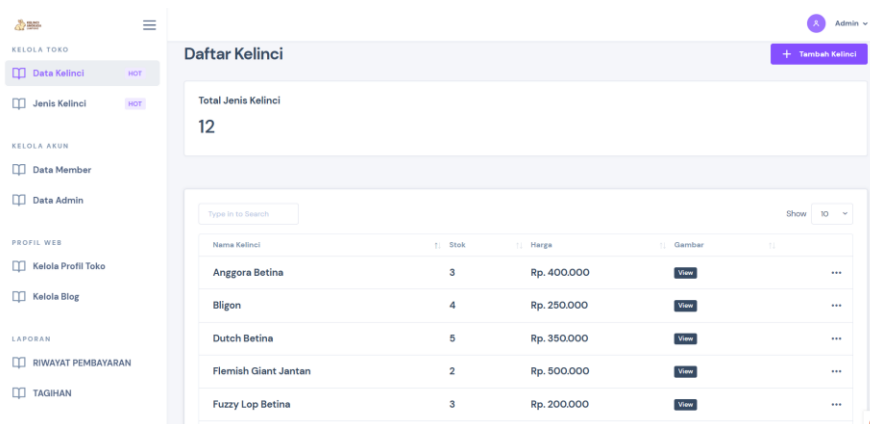 Admin
KELOLA TOKO
Daftar Kelinci
+ Tambah Kelinci
Data Kelinci HOT
Jenis Kelinci HOT
Total Jenis Kelinci
12
KELOLA AKUN
Data Member
Data Admin
Type in to Search
Show 10
PROFIL WEB
Nama Kelinci Stok Harga Gambar
Kelola Profil Toko
Anggora Betina 3 Rp. 400.000 View ...
Kelola Blog
Bligon 4 Rp. 250.000 View ...
LAPORAN
Dutch Betina 5 Rp. 350.000 View ...
RIWAYAT PEMBAYARAN
Flemish Giant Jantan 2 Rp. 500.000 View ...
TAGIHAN
Fuzzy Lop Betina 3 Rp. 200.000 View ...